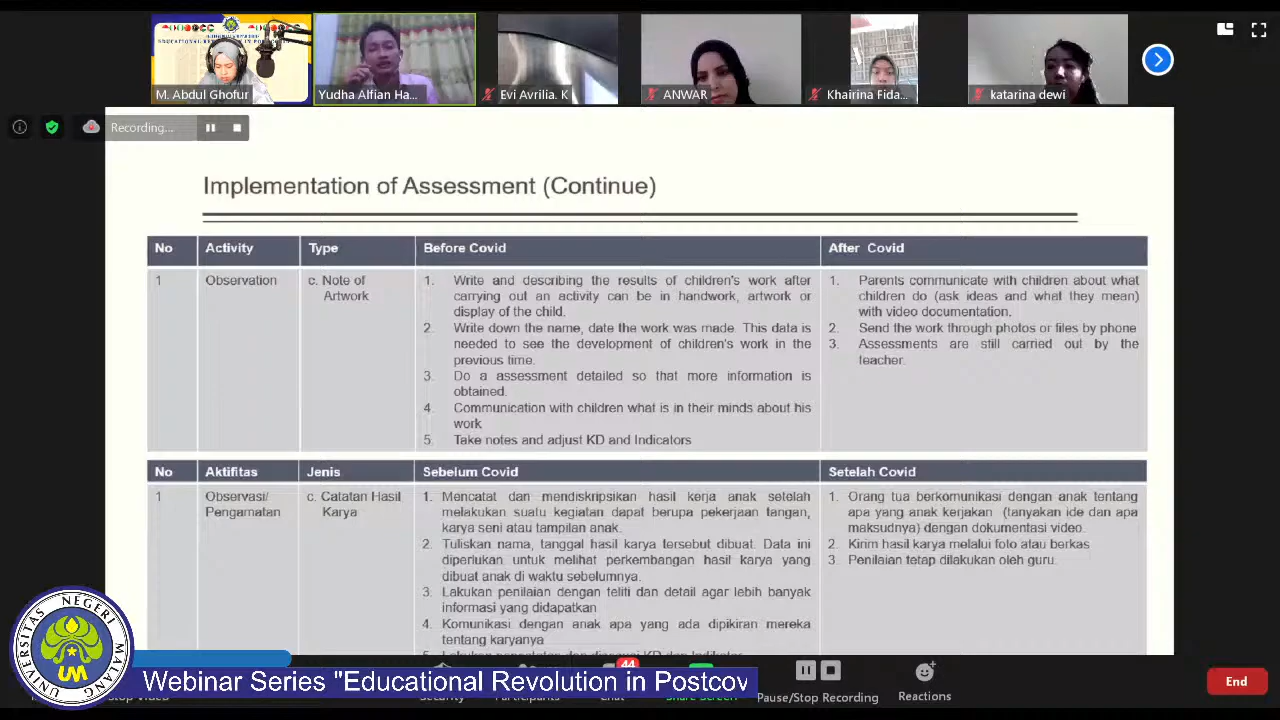 EDUCATIONAL REVOLUTION IN POSTCOV
M. Abdul Ghofur
Yudha Alfian Ha...
Evi Avrilia. K
ANWAR
Khairina Fida...
katarina dewi
Recording...
Implementation of Assessment (Continue)
No Activity Type Before Covid After Covid
1 Observation c. Note of Artwork
1. Write and describing the results of children's work after
carrying out an activity can be in handwork, artwork or
display of the child.
2. Write down the name, date the work was made. This data is
needed to see the development of children's work in the
previous time.
3. Do a assessment detailed so that more information is
obtained.
4. Communication with children what is in their minds about his
work
5. Take notes and adjust KD and Indicators
1. Parents communicate with children about what
children do (ask ideas and what they mean)
with video documentation.
2. Send the work through photos or files by phone
3. Assessments are still carried out by the
teacher.
No Aktifitas Jenis Sebelum Covid Setelah Covid
1 Observasi/
Pengamatan
c. Catatan Hasil
Karya
1. Mencatat dan mendiskripsikan hasil kerja anak setelah
melakukan suatu kegiatan dapat berupa pekerjaan tangan,
karya seni atau tampilan anak.
2. Tuliskan nama, tanggal hasil karya tersebut dibuat. Data ini
diperlukan untuk melihat perkembangan hasil karya yang
dibuat anak di waktu sebelumnya.
3. Lakukan penilaian dengan teliti dan detail agar lebih banyak
informasi yang didapatkan
4. Komunikasi dengan anak apa yang ada dipikiran mereka
tentang karyanya
1. Orang tua berkomunikasi dengan anak tentang
apa yang anak kerjakan (tanyakan ide dan apa
maksudnya) dengan dokumentasi video.
2. Kirim hasil karya melalui foto atau berkas
3. Penilaian tetap dilakukan oleh guru.
UNIVERSITAS NEGERI MALANG
UM
44
Webinar Series "Educational Revolution in Postcov
Pause/Stop Recording
Reactions
End